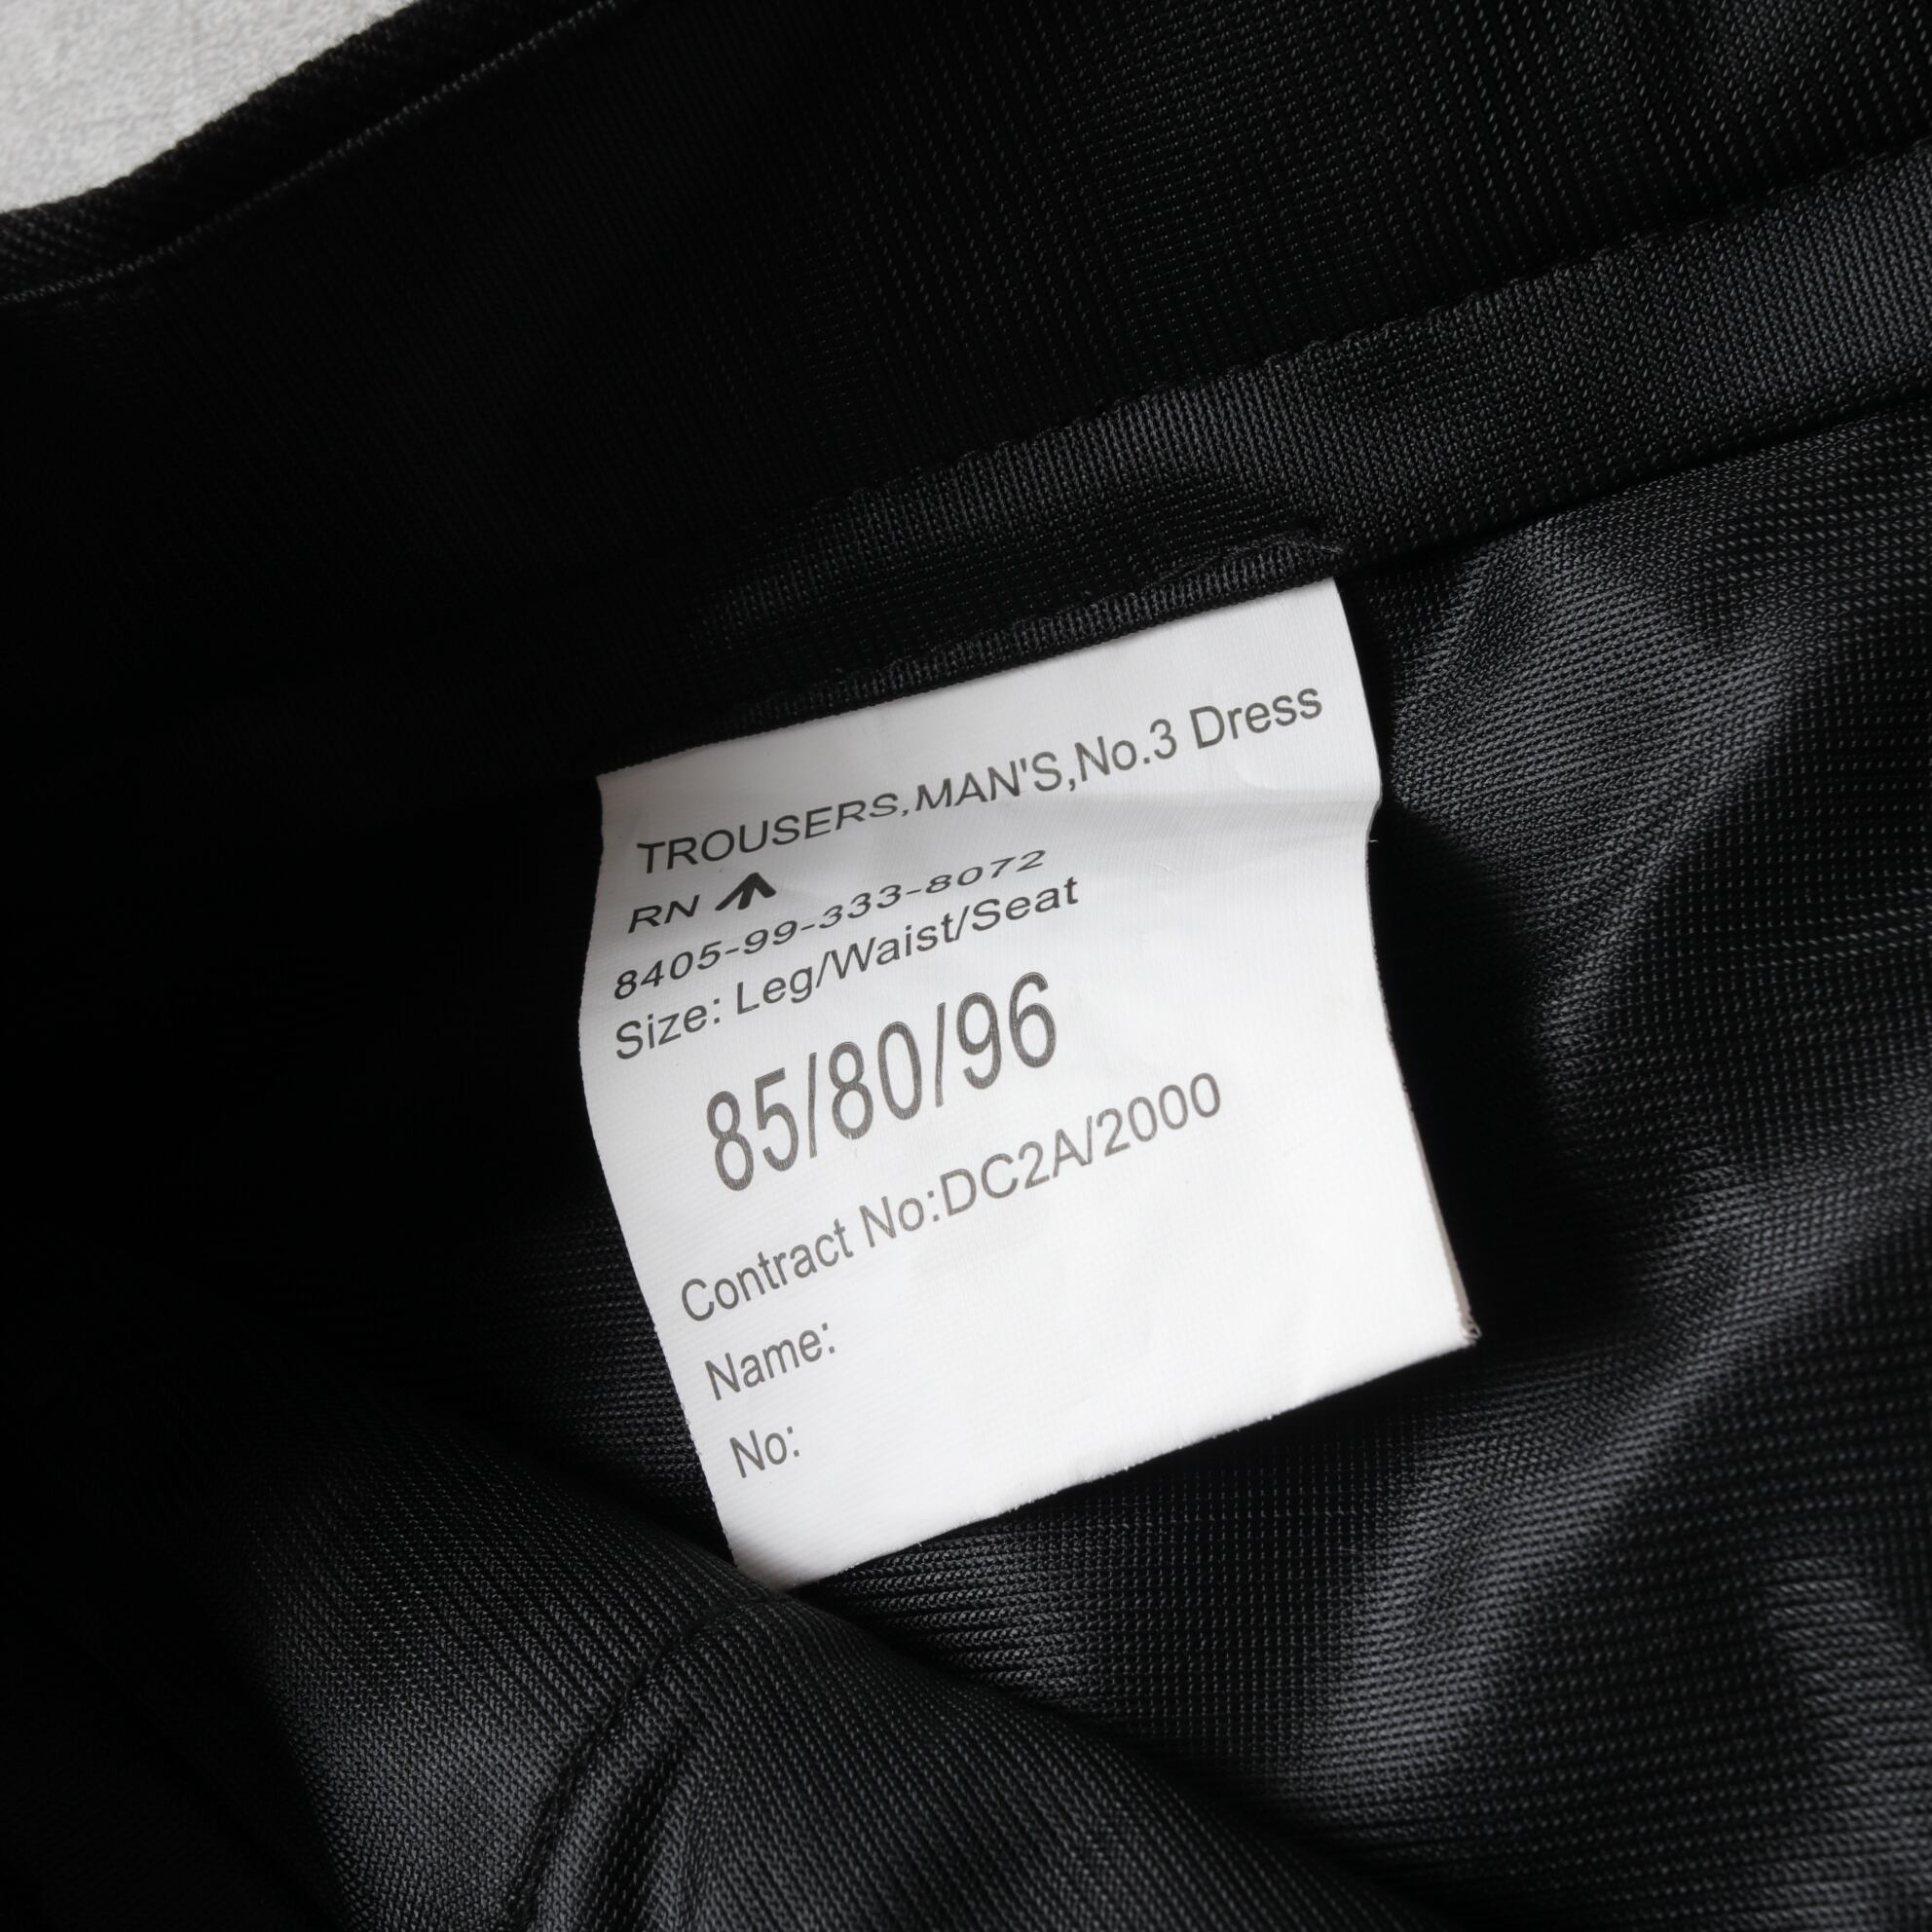 TROUSERS,MAN'S,No.3 Dress
RN
8405-99-333-8072
Size: Leg/Waist/Seat
85/80/96
Contract No:DC2A/2000
Name:
No: